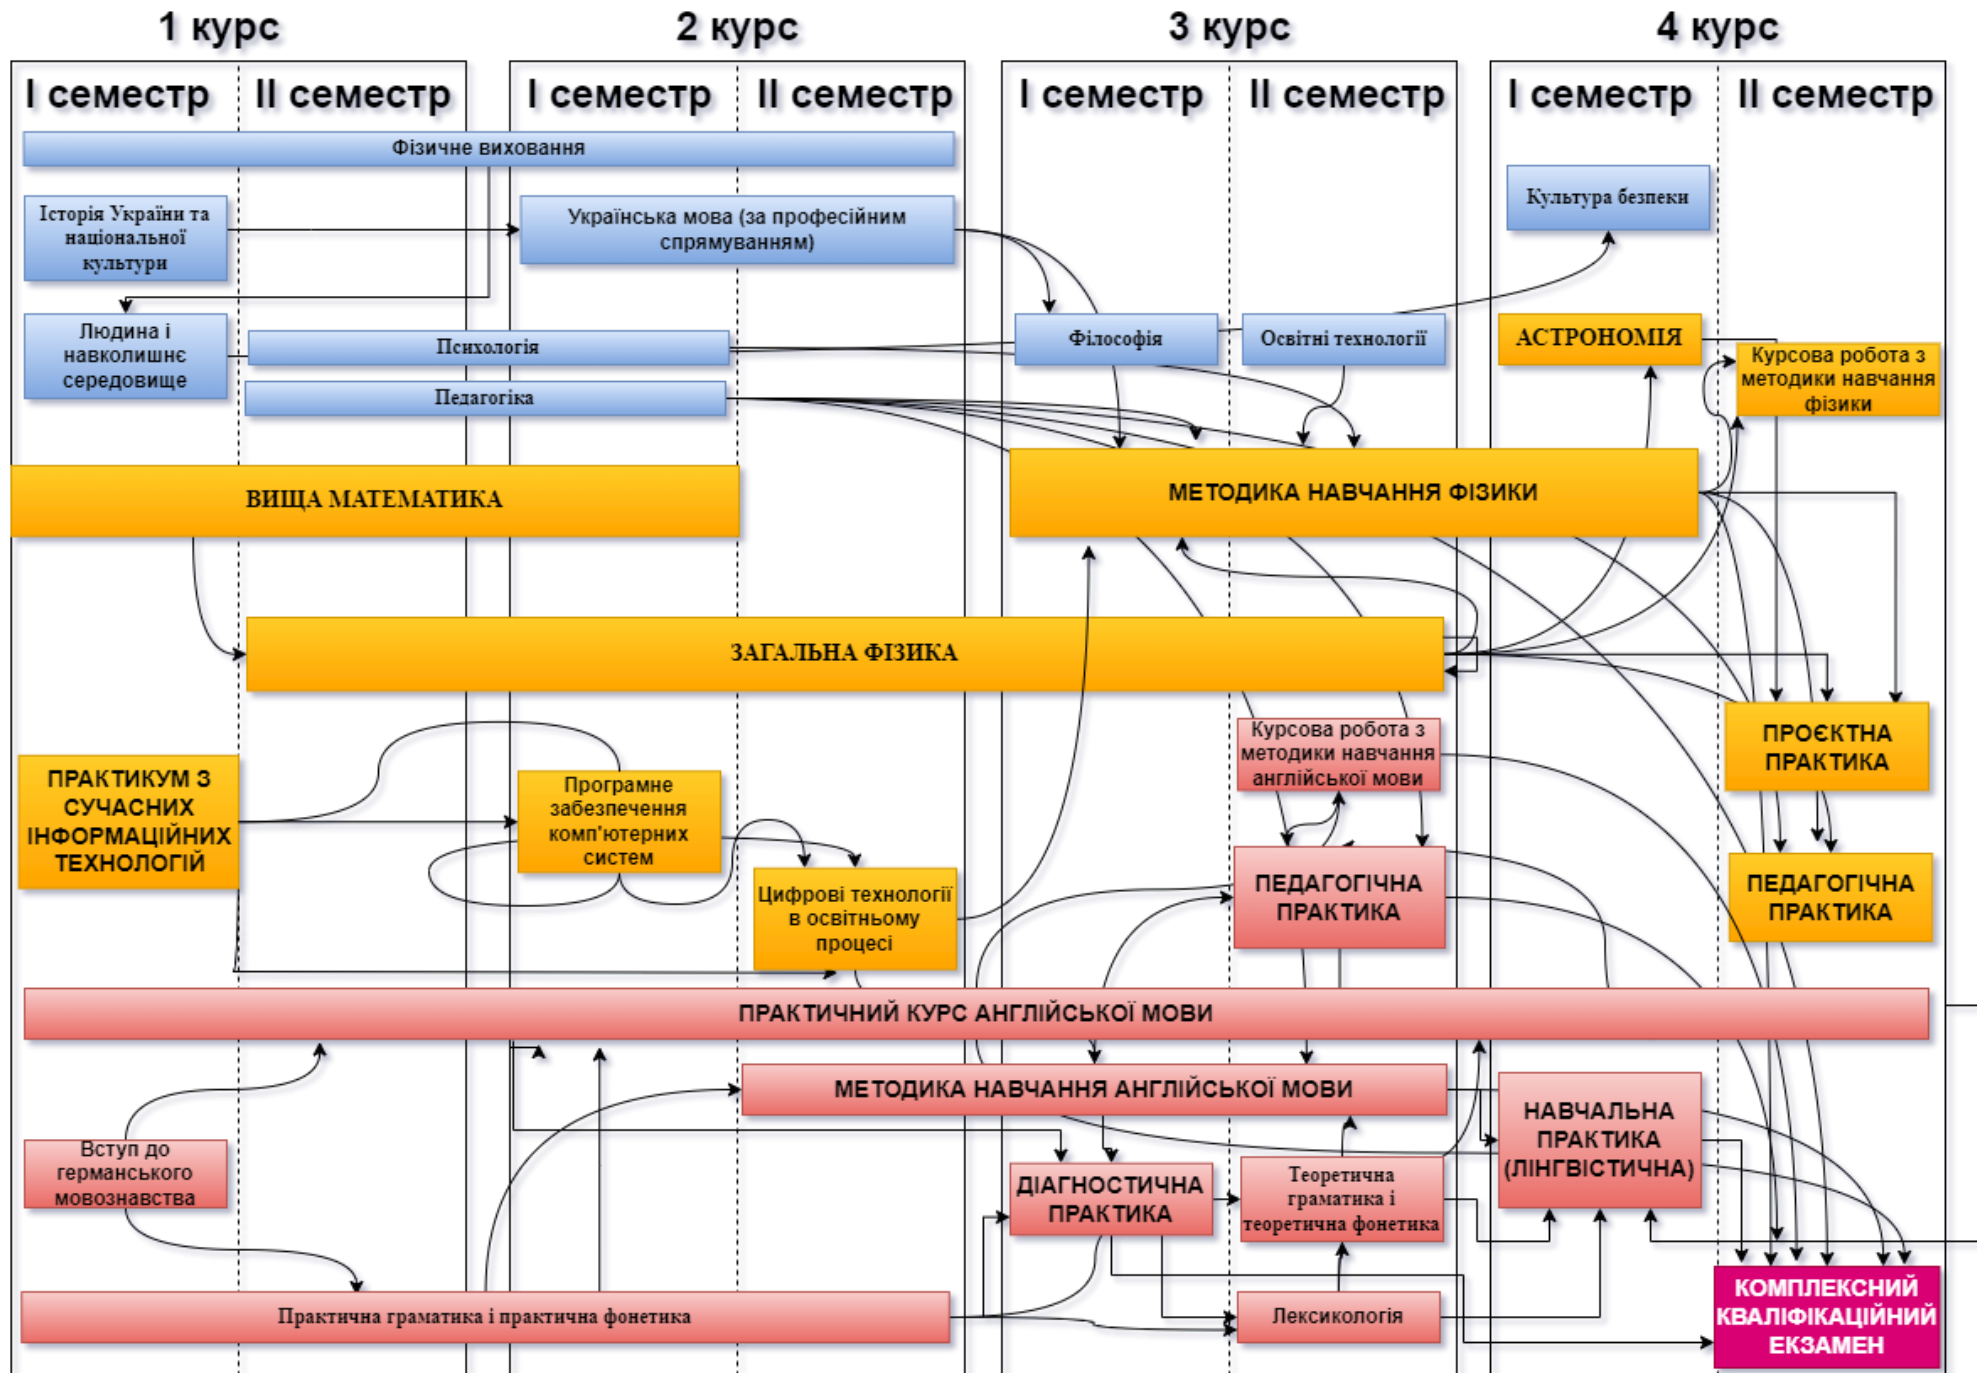 1 курс
2 курс
3 курс
4 курс
I семестр
II семестр
I семестр
II семестр
I семестр
II семестр
I семестр
II семестр
Фізичне виховання
Історія України та
національної
культури
Українська мова (за професійним
спрямуванням)
Культура безпеки
Людина і
навколишнє
середовище
Психологія
Філософія
Освітні технології
АСТРОНОМІЯ
Курсова робота з
методики навчання
фізики
Педагогіка
ВИЩА МАТЕМАТИКА
МЕТОДИКА НАВЧАННЯ ФІЗИКИ
ЗАГАЛЬНА ФІЗИКА
ПРАКТИКУМ З
СУЧАСНИХ
ІНФОРМАЦІЙНИХ
ТЕХНОЛОГІЙ
Програмне
забезпечення
комп'ютерних
систем
Цифрові технології
в освітньому
процесі
Курсова робота з
методики навчання
англійської мови
ПРОЄКТНА
ПРАКТИКА
ПЕДАГОГІЧНА
ПРАКТИКА
ПЕДАГОГІЧНА
ПРАКТИКА
ПРАКТИЧНИЙ КУРС АНГЛІЙСЬКОЇ МОВИ
МЕТОДИКА НАВЧАННЯ АНГЛІЙСЬКОЇ МОВИ
Вступ до
германського
мовознавства
НАВЧАЛЬНА
ПРАКТИКА
(ЛІНГВІСТИЧНА)
ДІАГНОСТИЧНА
ПРАКТИКА
Теоретична
граматика і
теоретична фонетика
Практична граматика і практична фонетика
Лексикологія
КОМПЛЕКСНИЙ
КВАЛІФІКАЦІЙНИЙ
ЕКЗАМЕН